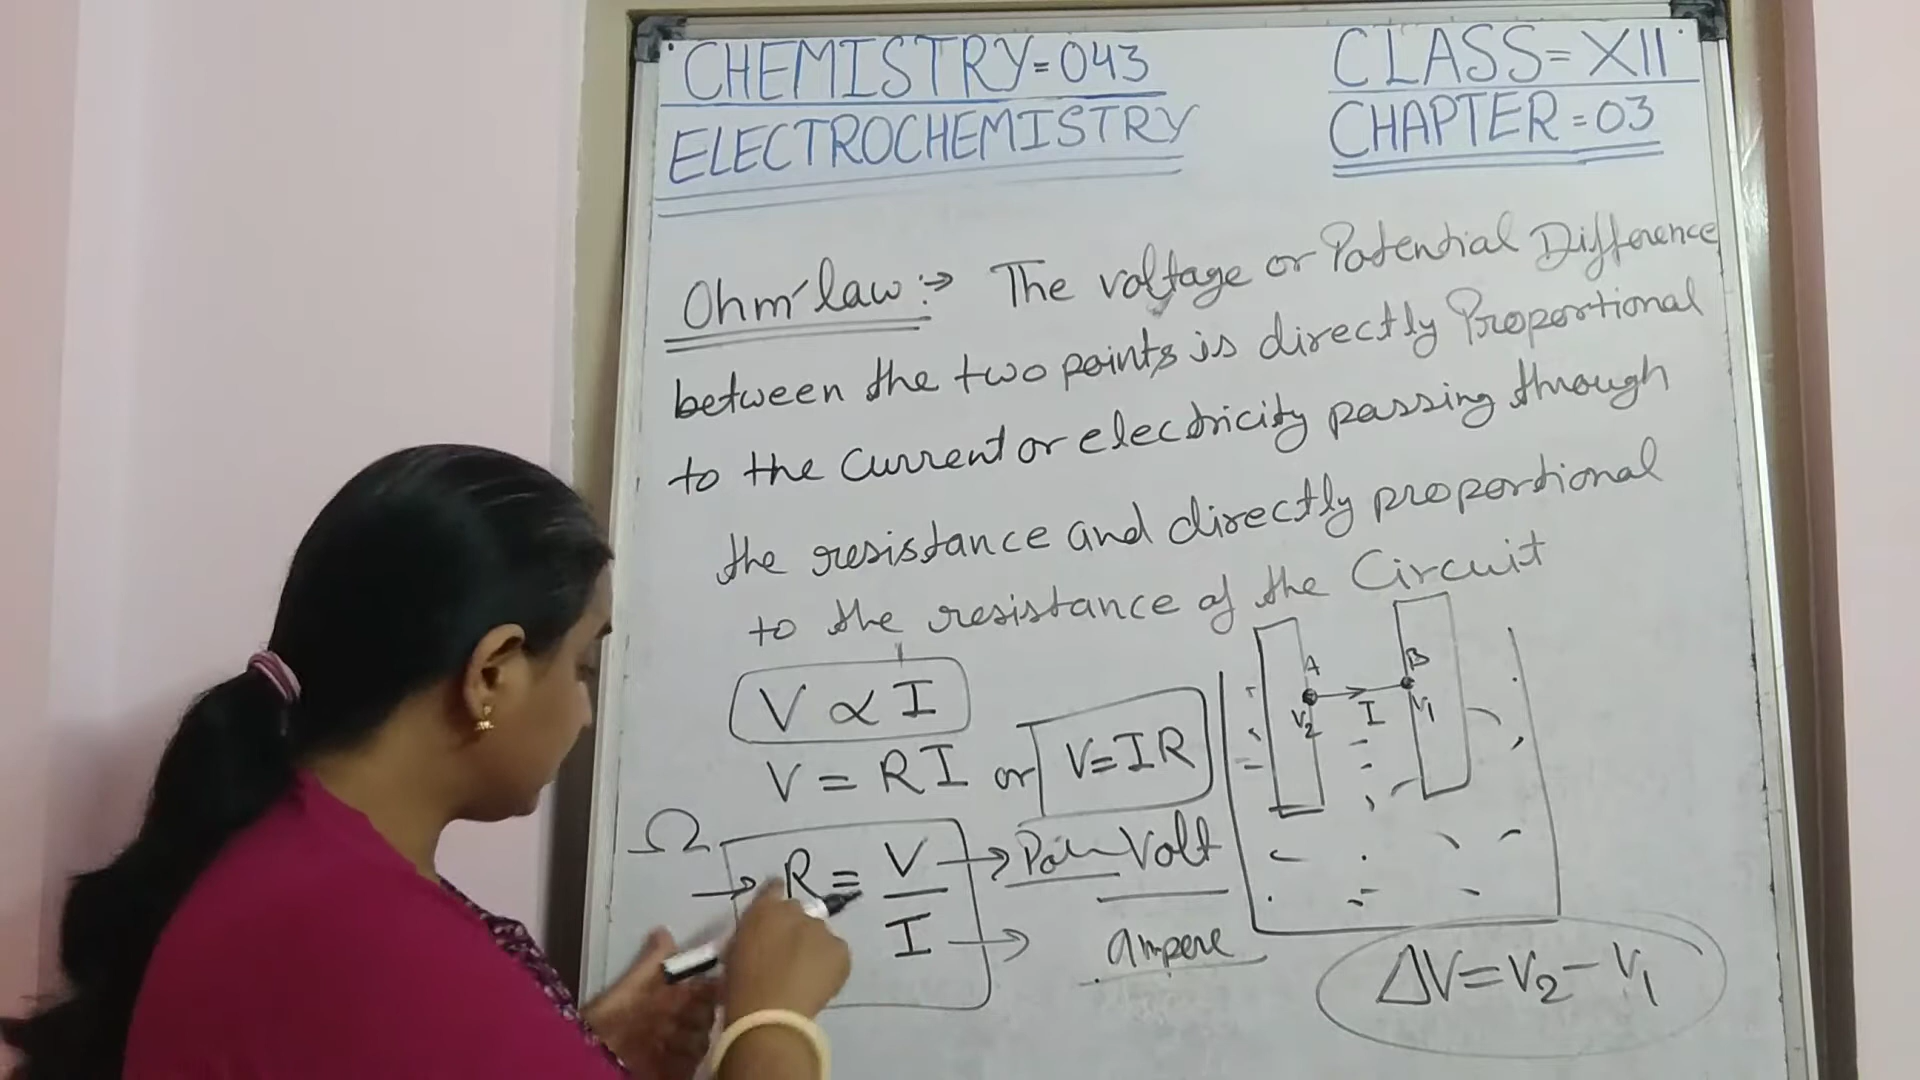 CHEMISTRY=043 CLASS=XII
ELECTROCHEMISTRY CHAPTER=03
Ohm'law:→ The voltage or Potential Difference
between the two points is directly Proportional
to the current or electricity passing through
the resistance and directly proportional
to the resistance of the Circuit
V ∝ I
V = RI or V=IR
Ω R = V/I → Volt
→ ampere
A B
V2 I V1
ΔV=V2-V1